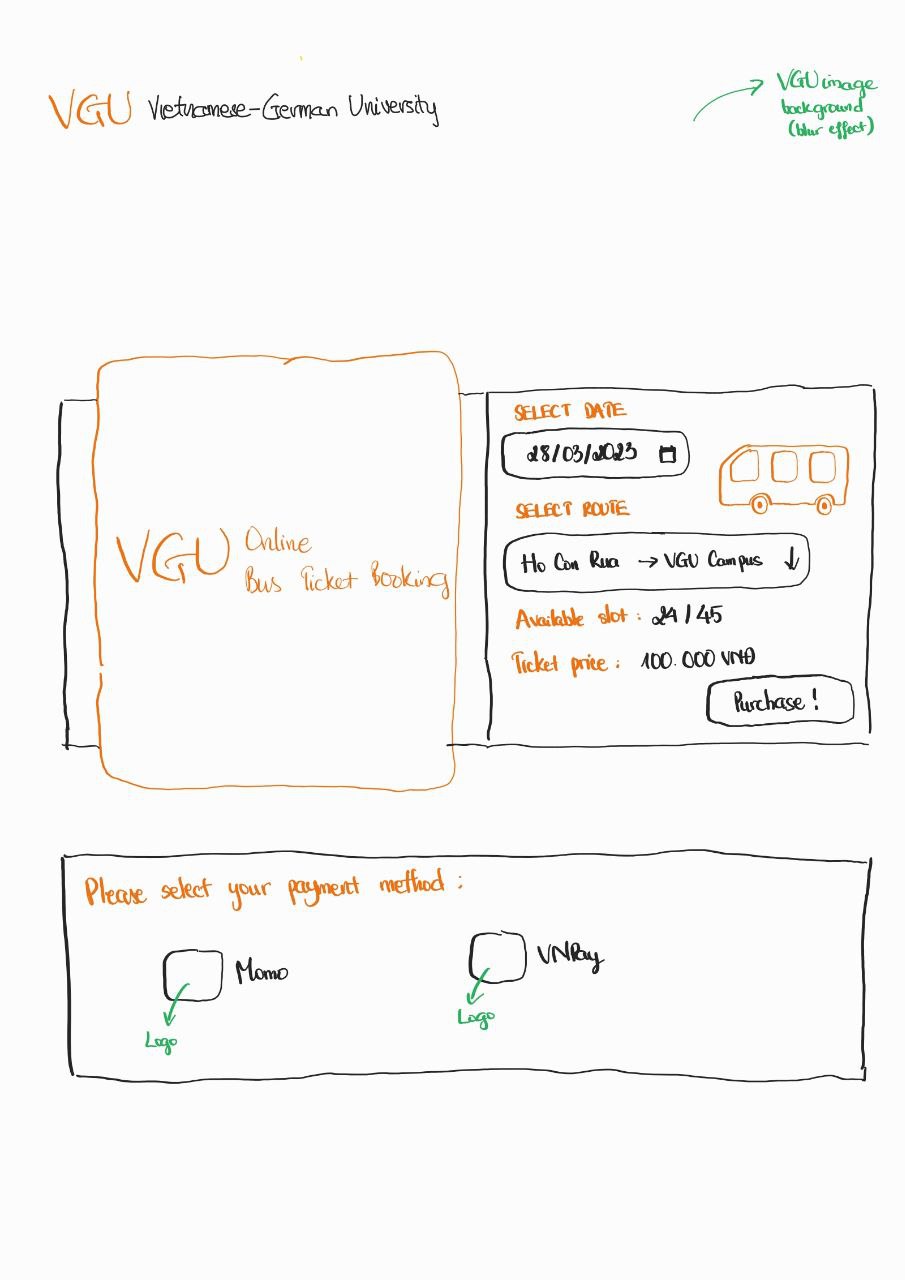 VGU Vietnamese-German University
VGU image
background
(blur effect)
VGU Online
Bus Ticket Booking
SELECT DATE
28/03/2023
SELECT ROUTE
Ho Con Rua → VGU Campus ↓
Available slot : 24/45
Ticket price : 100.000 VNĐ
Purchase !
Please select your payment method :
Momo
VNPay
Logo
Logo